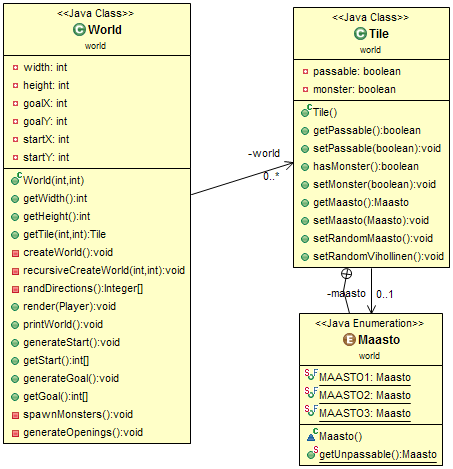 <<Java Class>>
C World
world
width: int
height: int
goalX: int
goalY: int
startX: int
startY: int
C World(int,int)
getWidth():int
getHeight():int
getTile(int,int):Tile
createWorld():void
recursiveCreateWorld(int,int):void
randDirections():Integer[]
render(Player):void
printWorld():void
generateStart():void
getStart():int[]
generateGoal():void
getGoal():int[]
spawnMonsters():void
generateOpenings():void
-world
0..*
<<Java Class>>
C Tile
world
passable: boolean
monster: boolean
C Tile()
getPassable():boolean
setPassable(boolean):void
hasMonster():boolean
setMonster(boolean):void
getMaasto():Maasto
setMaasto(Maasto):void
setRandomMaasto():void
setRandomVihollinen():void
-maasto
0..1
<<Java Enumeration>>
E Maasto
world
S F MAASTO1: Maasto
S F MAASTO2: Maasto
S F MAASTO3: Maasto
C Maasto()
S getUnpassable():Maasto